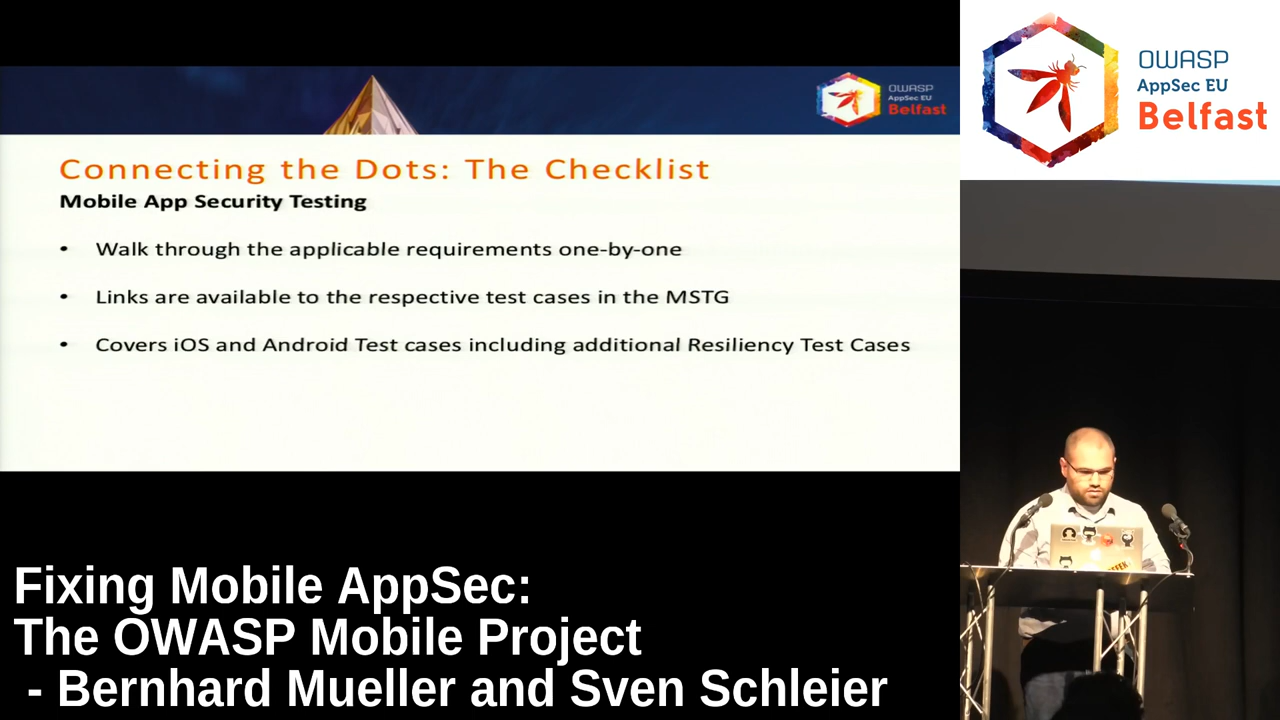 OWASP
AppSec EU
Belfast
OWASP
AppSec EU
Belfast
Connecting the Dots: The Checklist
Mobile App Security Testing
• Walk through the applicable requirements one-by-one
• Links are available to the respective test cases in the MSTG
• Covers iOS and Android Test cases including additional Resiliency Test Cases
Fixing Mobile AppSec:
The OWASP Mobile Project
- Bernhard Mueller and Sven Schleier